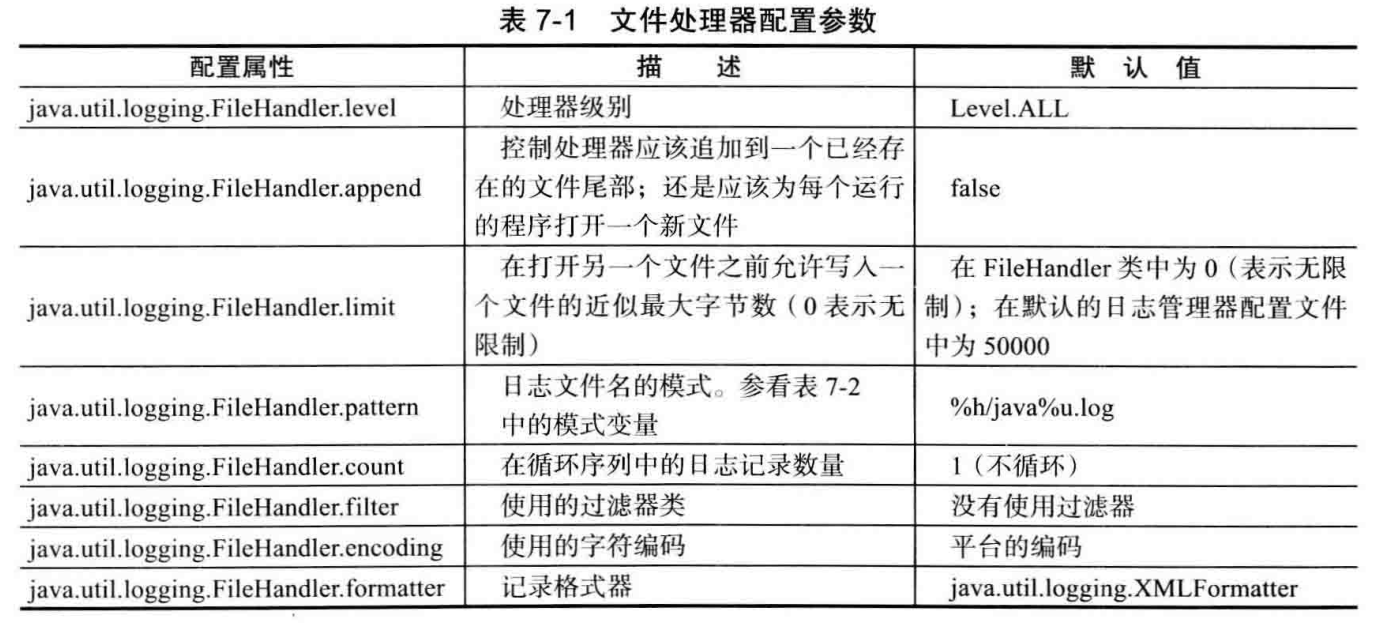 表 7-1 文件处理器配置参数
配置属性 描 述 默 认 值
java.util.logging.FileHandler.level 处理器级别 Level.ALL
java.util.logging.FileHandler.append 控制处理器应该追加到一个已经存
在的文件尾部；还是应该为每个运行
的程序打开一个新文件
false
java.util.logging.FileHandler.limit 在打开另一个文件之前允许写入一
个文件的近似最大字节数（0 表示无
限制）
在 FileHandler 类中为 0（表示无限
制）；在默认的日志管理器配置文件
中为 50000
java.util.logging.FileHandler.pattern 日志文件名的模式。参看表 7-2
中的模式变量
%h/java%u.log
java.util.logging.FileHandler.count 在循环序列中的日志记录数量 1（不循环）
java.util.logging.FileHandler.filter 使用的过滤器类 没有使用过滤器
java.util.logging.FileHandler.encoding 使用的字符编码 平台的编码
java.util.logging.FileHandler.formatter 记录格式器 java.util.logging.XMLFormatter